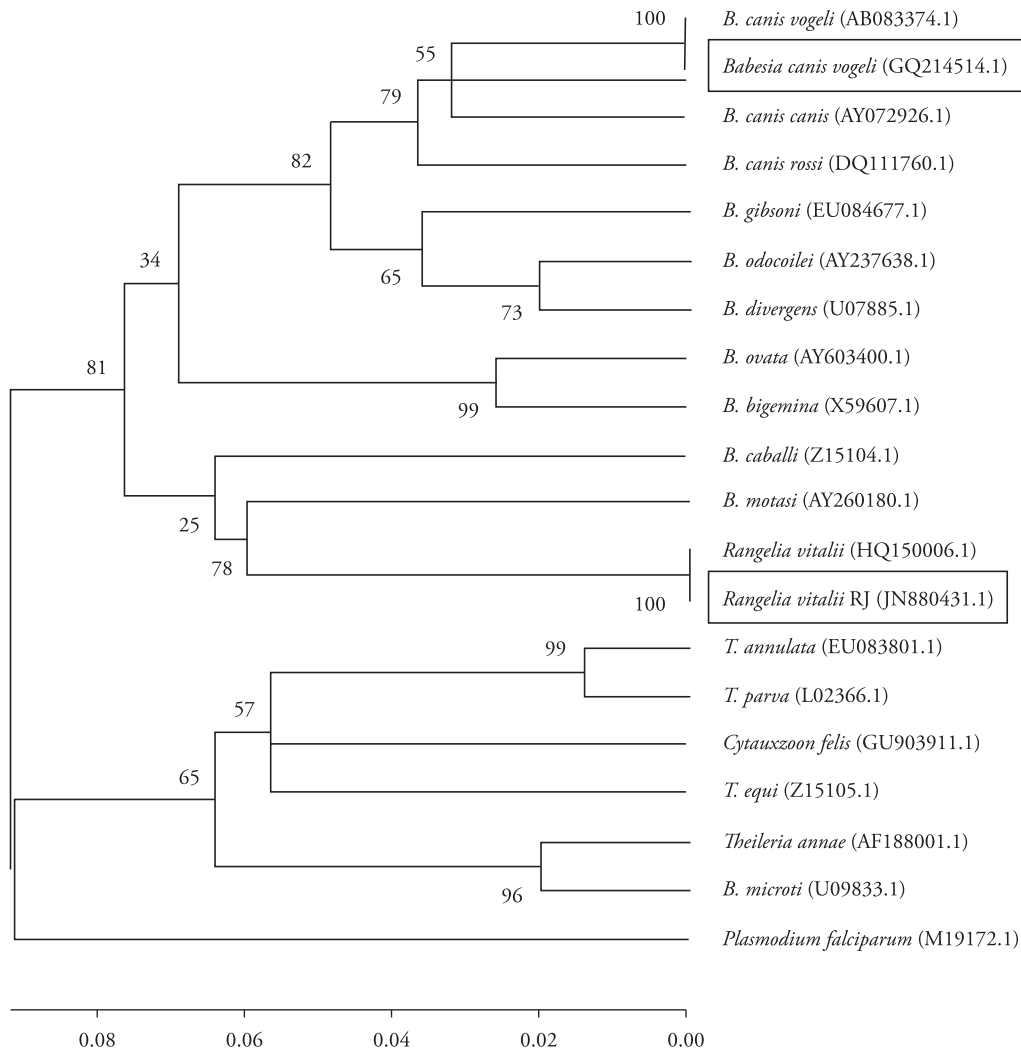 100
B. canis vogeli (AB083374.1)
55
Babesia canis vogeli (GQ214514.1)
79
B. canis canis (AY072926.1)
82
B. canis rossi (DQ111760.1)
B. gibsoni (EU084677.1)
34
B. odocoilei (AY237638.1)
65
73
B. divergens (U07885.1)
B. ovata (AY603400.1)
81
99
B. bigemina (X59607.1)
B. caballi (Z15104.1)
B. motasi (AY260180.1)
25
Rangelia vitalii (HQ150006.1)
78
100
Rangelia vitalii RJ (JN880431.1)
99
T. annulata (EU083801.1)
T. parva (L02366.1)
57
Cytauxzoon felis (GU903911.1)
65
T. equi (Z15105.1)
Theileria annae (AF188001.1)
96
B. microti (U09833.1)
Plasmodium falciparum (M19172.1)
0.08 0.06 0.04 0.02 0.00